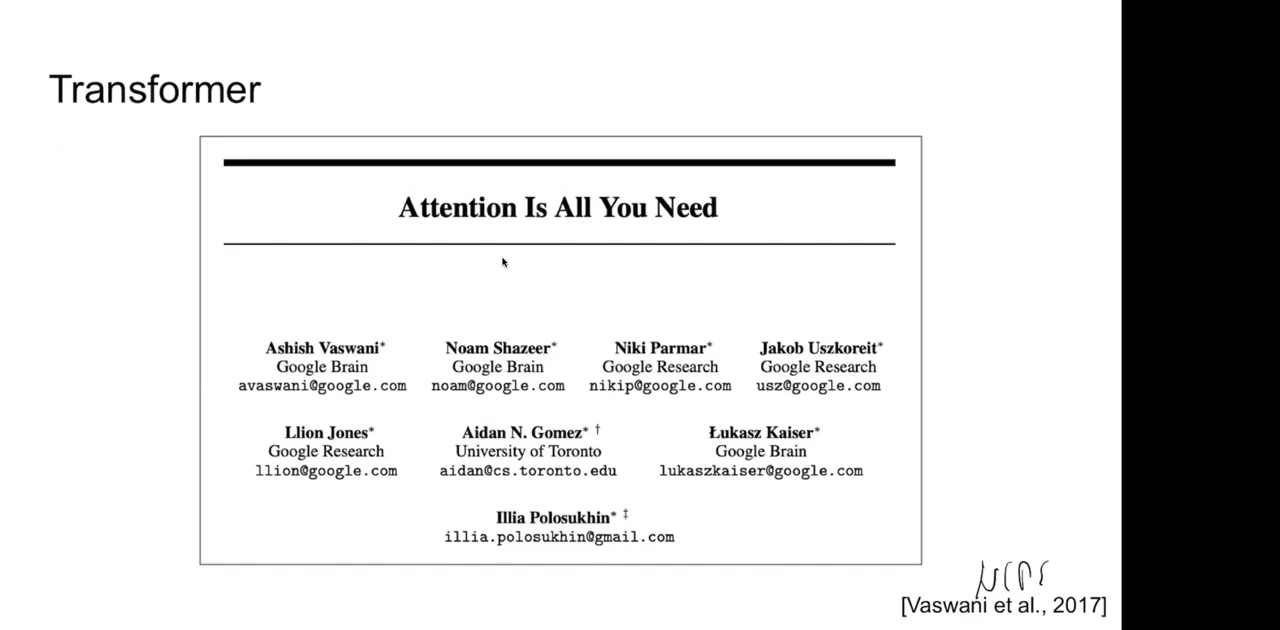 Transformer
Attention Is All You Need
Ashish Vaswani* Noam Shazeer* Niki Parmar* Jakob Uszkoreit*
Google Brain Google Brain Google Research Google Research
avaswani@google.com noam@google.com nikip@google.com usz@google.com
Llion Jones* Aidan N. Gomez* † Łukasz Kaiser*
Google Research University of Toronto Google Brain
llion@google.com aidan@cs.toronto.edu lukaszkaiser@google.com
Illia Polosukhin* ‡
illia.polosukhin@gmail.com
[Vaswani et al., 2017]